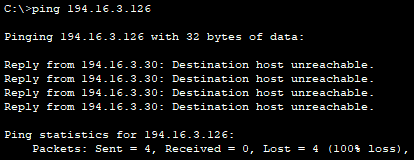 C:\>ping 194.16.3.126
Pinging 194.16.3.126 with 32 bytes of data:
Reply from 194.16.3.30: Destination host unreachable.
Reply from 194.16.3.30: Destination host unreachable.
Reply from 194.16.3.30: Destination host unreachable.
Reply from 194.16.3.30: Destination host unreachable.
Ping statistics for 194.16.3.126:
    Packets: Sent = 4, Received = 0, Lost = 4 (100% loss),